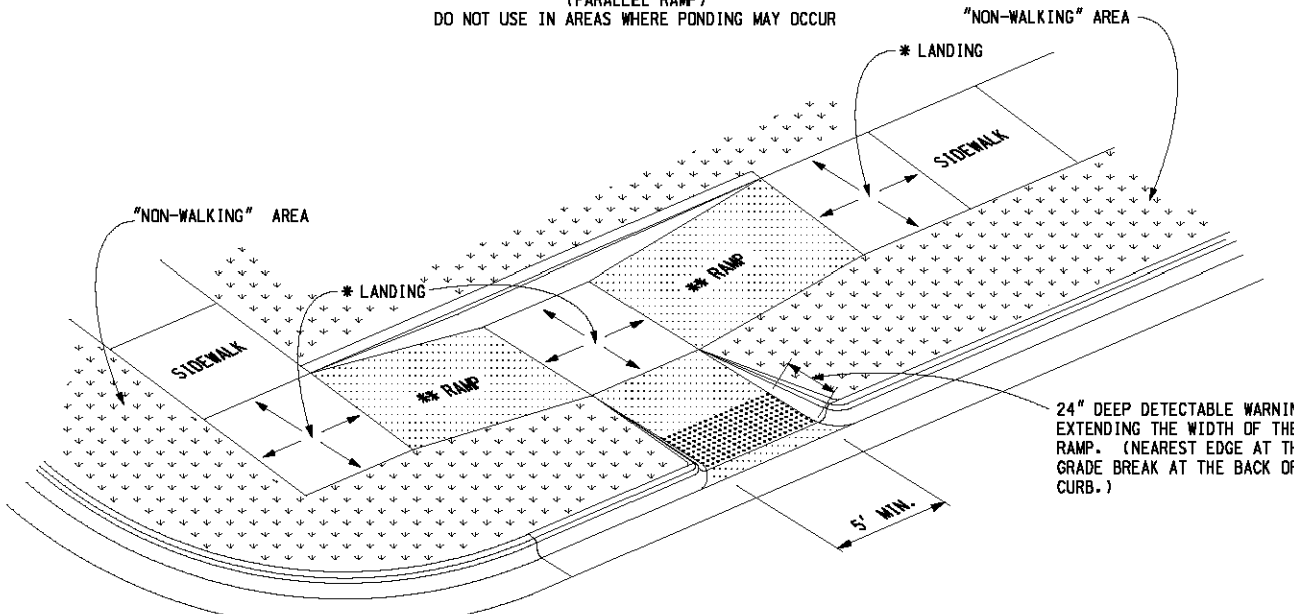 (PARALLEL RAMP)
DO NOT USE IN AREAS WHERE PONDING MAY OCCUR
"NON-WALKING" AREA
* LANDING
SIDEWALK
"NON-WALKING" AREA
** RAMP
* LANDING
SIDEWALK
** RAMP
24" DEEP DETECTABLE WARNIN
EXTENDING THE WIDTH OF THE
RAMP. (NEAREST EDGE AT TH
GRADE BREAK AT THE BACK OF
CURB.)
5' MIN.